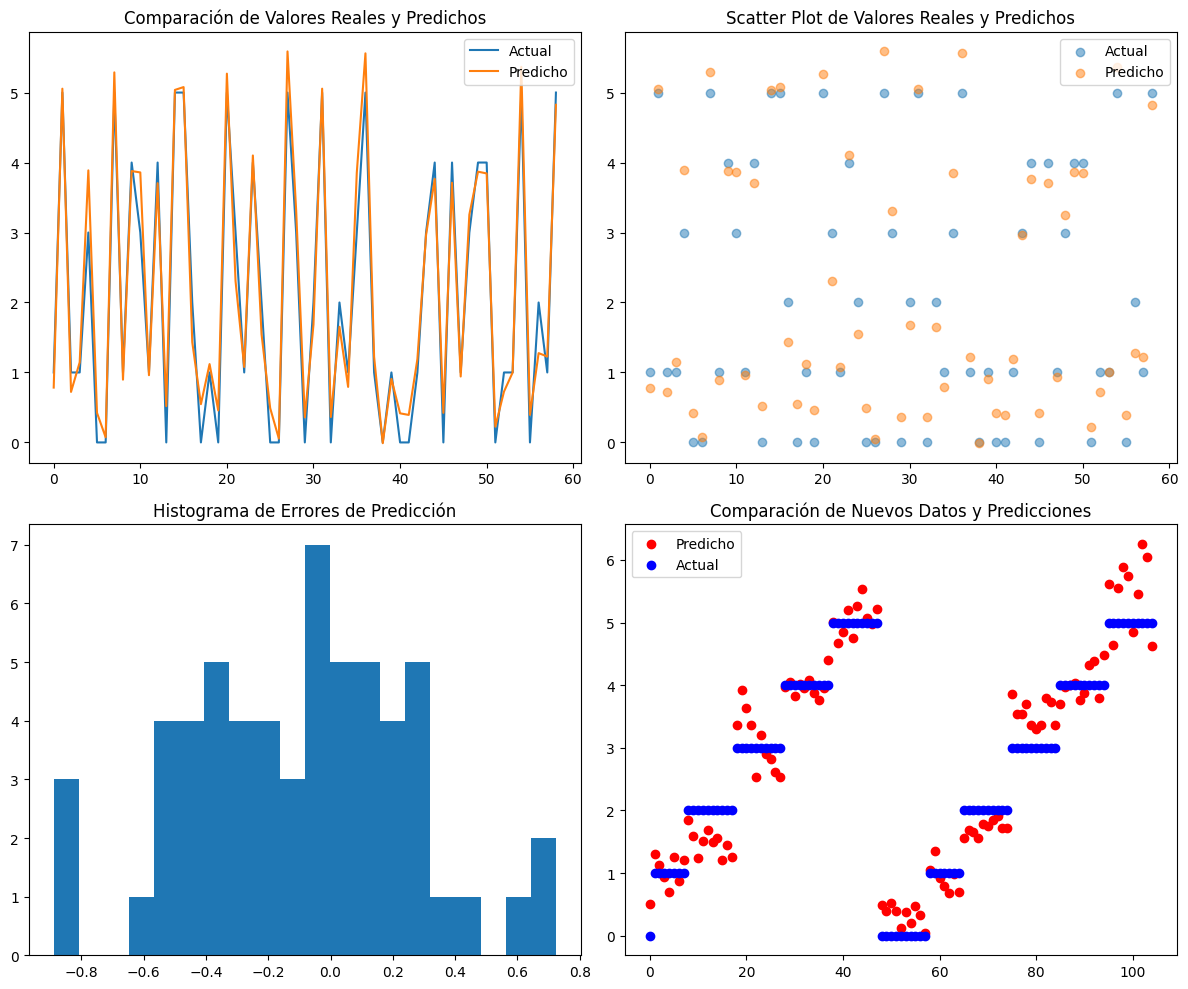 Comparación de Valores Reales y Predichos
Actual
Predicho
5
4
3
2
1
0
0 10 20 30 40 50 60
Scatter Plot de Valores Reales y Predichos
Actual
Predicho
5
4
3
2
1
0
0 10 20 30 40 50 60
Histograma de Errores de Predicción
7
6
5
4
3
2
1
0
−0.8 −0.6 −0.4 −0.2 0.0 0.2 0.4 0.6 0.8
Comparación de Nuevos Datos y Predicciones
Predicho
Actual
6
5
4
3
2
1
0
0 20 40 60 80 100